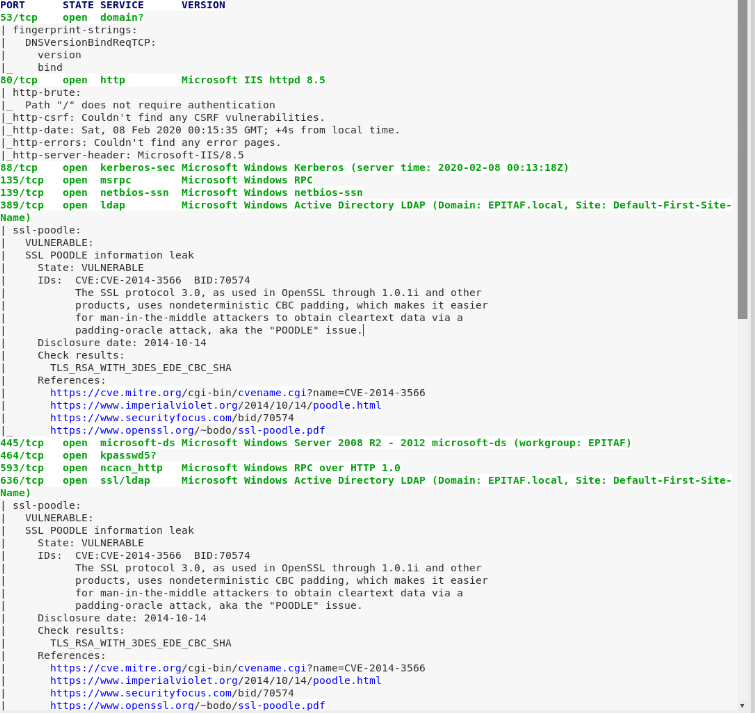 PORT      STATE SERVICE      VERSION
53/tcp    open  domain?
| fingerprint-strings:
|   DNSVersionBindReqTCP:
|     version
|_    bind
80/tcp    open  http         Microsoft IIS httpd 8.5
| http-brute:
|_  Path "/" does not require authentication
|_http-csrf: Couldn't find any CSRF vulnerabilities.
|_http-date: Sat, 08 Feb 2020 00:15:35 GMT; +4s from local time.
|_http-errors: Couldn't find any error pages.
|_http-server-header: Microsoft-IIS/8.5
88/tcp    open  kerberos-sec Microsoft Windows Kerberos (server time: 2020-02-08 00:13:18Z)
135/tcp   open  msrpc        Microsoft Windows RPC
139/tcp   open  netbios-ssn  Microsoft Windows netbios-ssn
389/tcp   open  ldap         Microsoft Windows Active Directory LDAP (Domain: EPITAF.local, Site: Default-First-Site-
Name)
| ssl-poodle:
|   VULNERABLE:
|   SSL POODLE information leak
|     State: VULNERABLE
|     IDs:  CVE:CVE-2014-3566  BID:70574
|           The SSL protocol 3.0, as used in OpenSSL through 1.0.1i and other
|           products, uses nondeterministic CBC padding, which makes it easier
|           for man-in-the-middle attackers to obtain cleartext data via a
|           padding-oracle attack, aka the "POODLE" issue.
|     Disclosure date: 2014-10-14
|     Check results:
|       TLS_RSA_WITH_3DES_EDE_CBC_SHA
|     References:
|       https://cve.mitre.org/cgi-bin/cvename.cgi?name=CVE-2014-3566
|       https://www.imperialviolet.org/2014/10/14/poodle.html
|       https://www.securityfocus.com/bid/70574
|_      https://www.openssl.org/~bodo/ssl-poodle.pdf
445/tcp   open  microsoft-ds Microsoft Windows Server 2008 R2 - 2012 microsoft-ds (workgroup: EPITAF)
464/tcp   open  kpasswd5?
593/tcp   open  ncacn_http   Microsoft Windows RPC over HTTP 1.0
636/tcp   open  ssl/ldap     Microsoft Windows Active Directory LDAP (Domain: EPITAF.local, Site: Default-First-Site-
Name)
| ssl-poodle:
|   VULNERABLE:
|   SSL POODLE information leak
|     State: VULNERABLE
|     IDs:  CVE:CVE-2014-3566  BID:70574
|           The SSL protocol 3.0, as used in OpenSSL through 1.0.1i and other
|           products, uses nondeterministic CBC padding, which makes it easier
|           for man-in-the-middle attackers to obtain cleartext data via a
|           padding-oracle attack, aka the "POODLE" issue.
|     Disclosure date: 2014-10-14
|     Check results:
|       TLS_RSA_WITH_3DES_EDE_CBC_SHA
|     References:
|       https://cve.mitre.org/cgi-bin/cvename.cgi?name=CVE-2014-3566
|       https://www.imperialviolet.org/2014/10/14/poodle.html
|       https://www.securityfocus.com/bid/70574
|       https://www.openssl.org/~bodo/ssl-poodle.pdf